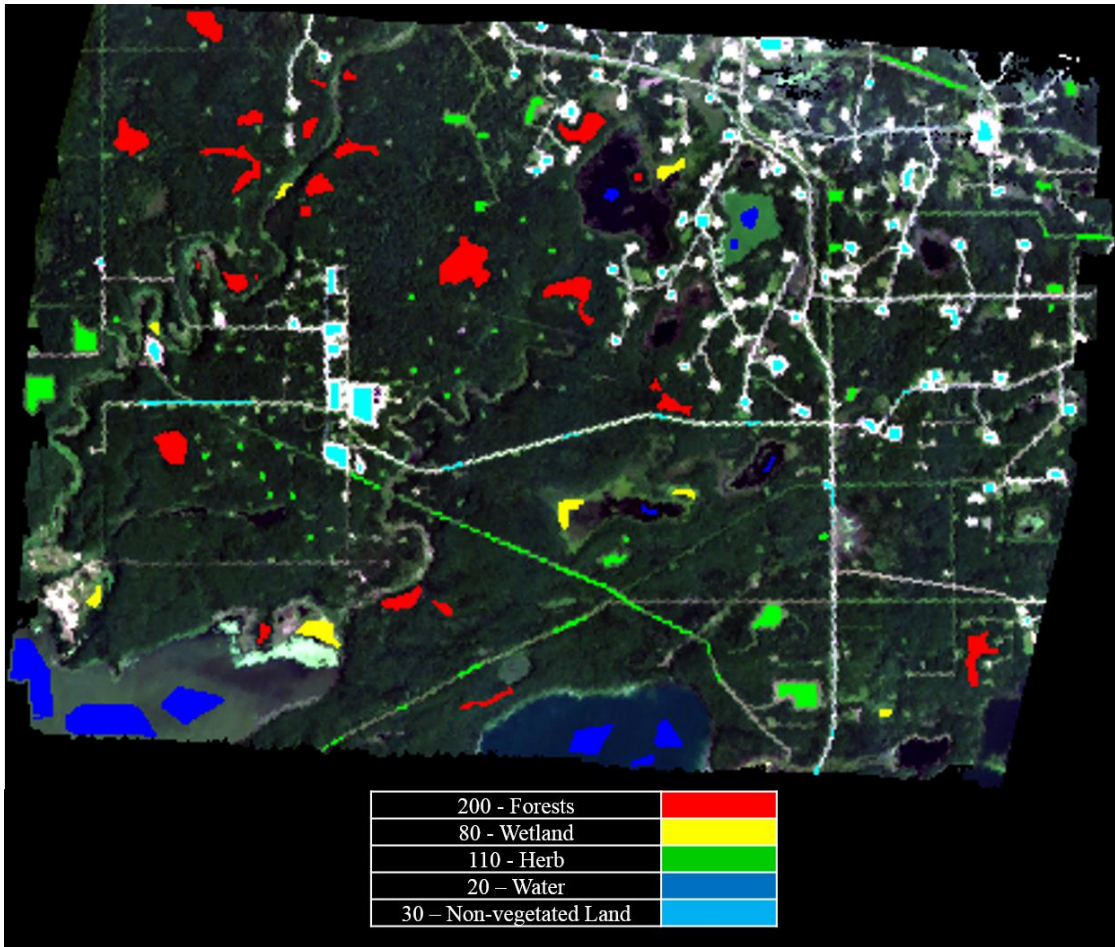 200 - Forests
80 - Wetland
110 - Herb
20 – Water
30 – Non-vegetated Land